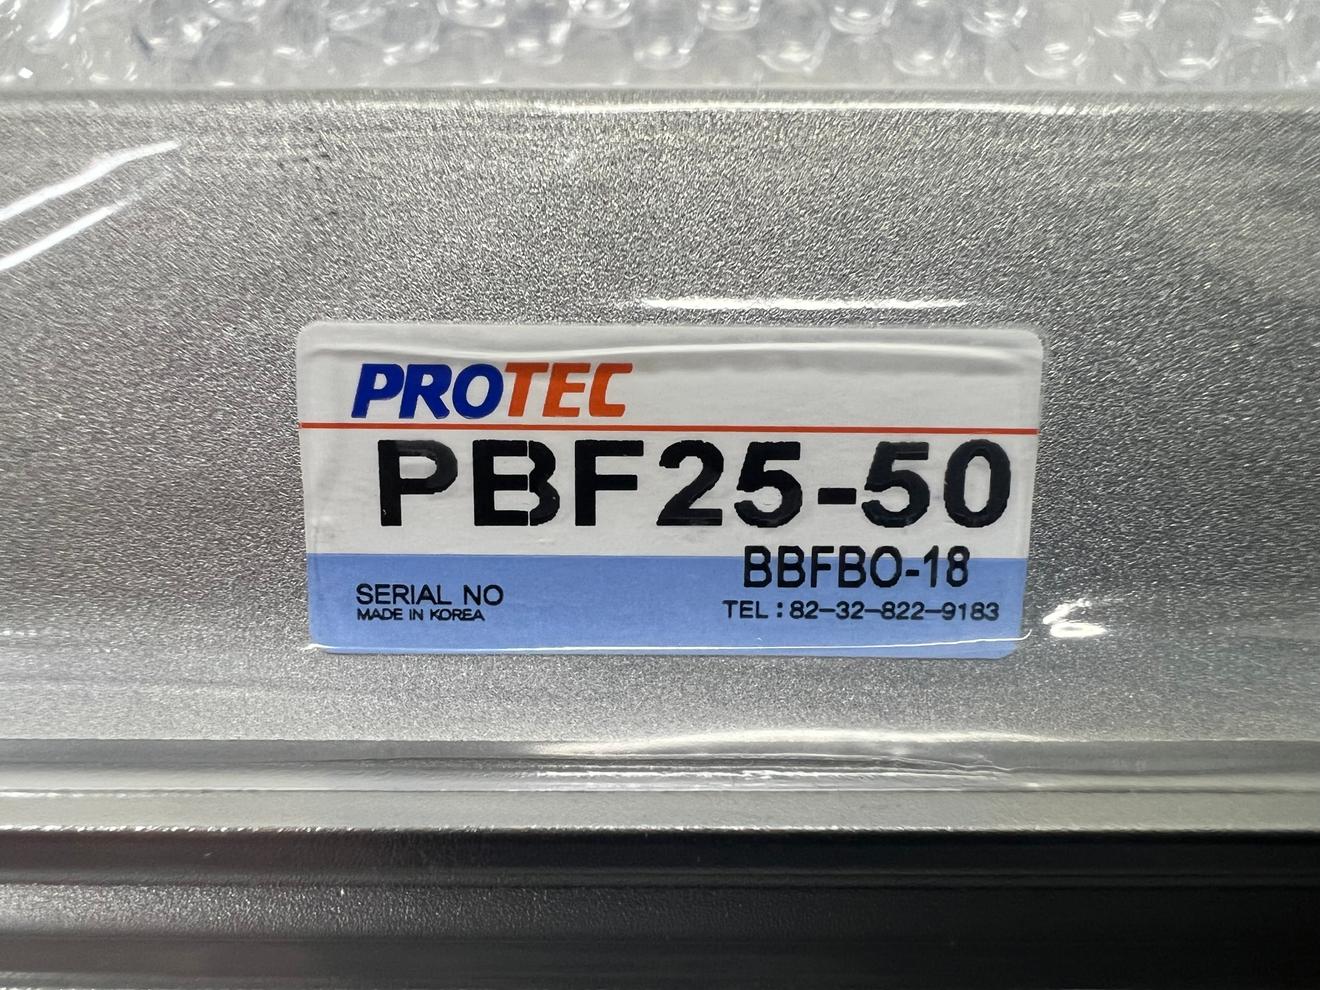 PROTEC
PBF25-50
BBFBO-18
SERIAL NO
MADE IN KOREA
TEL : 82-32-822-9183